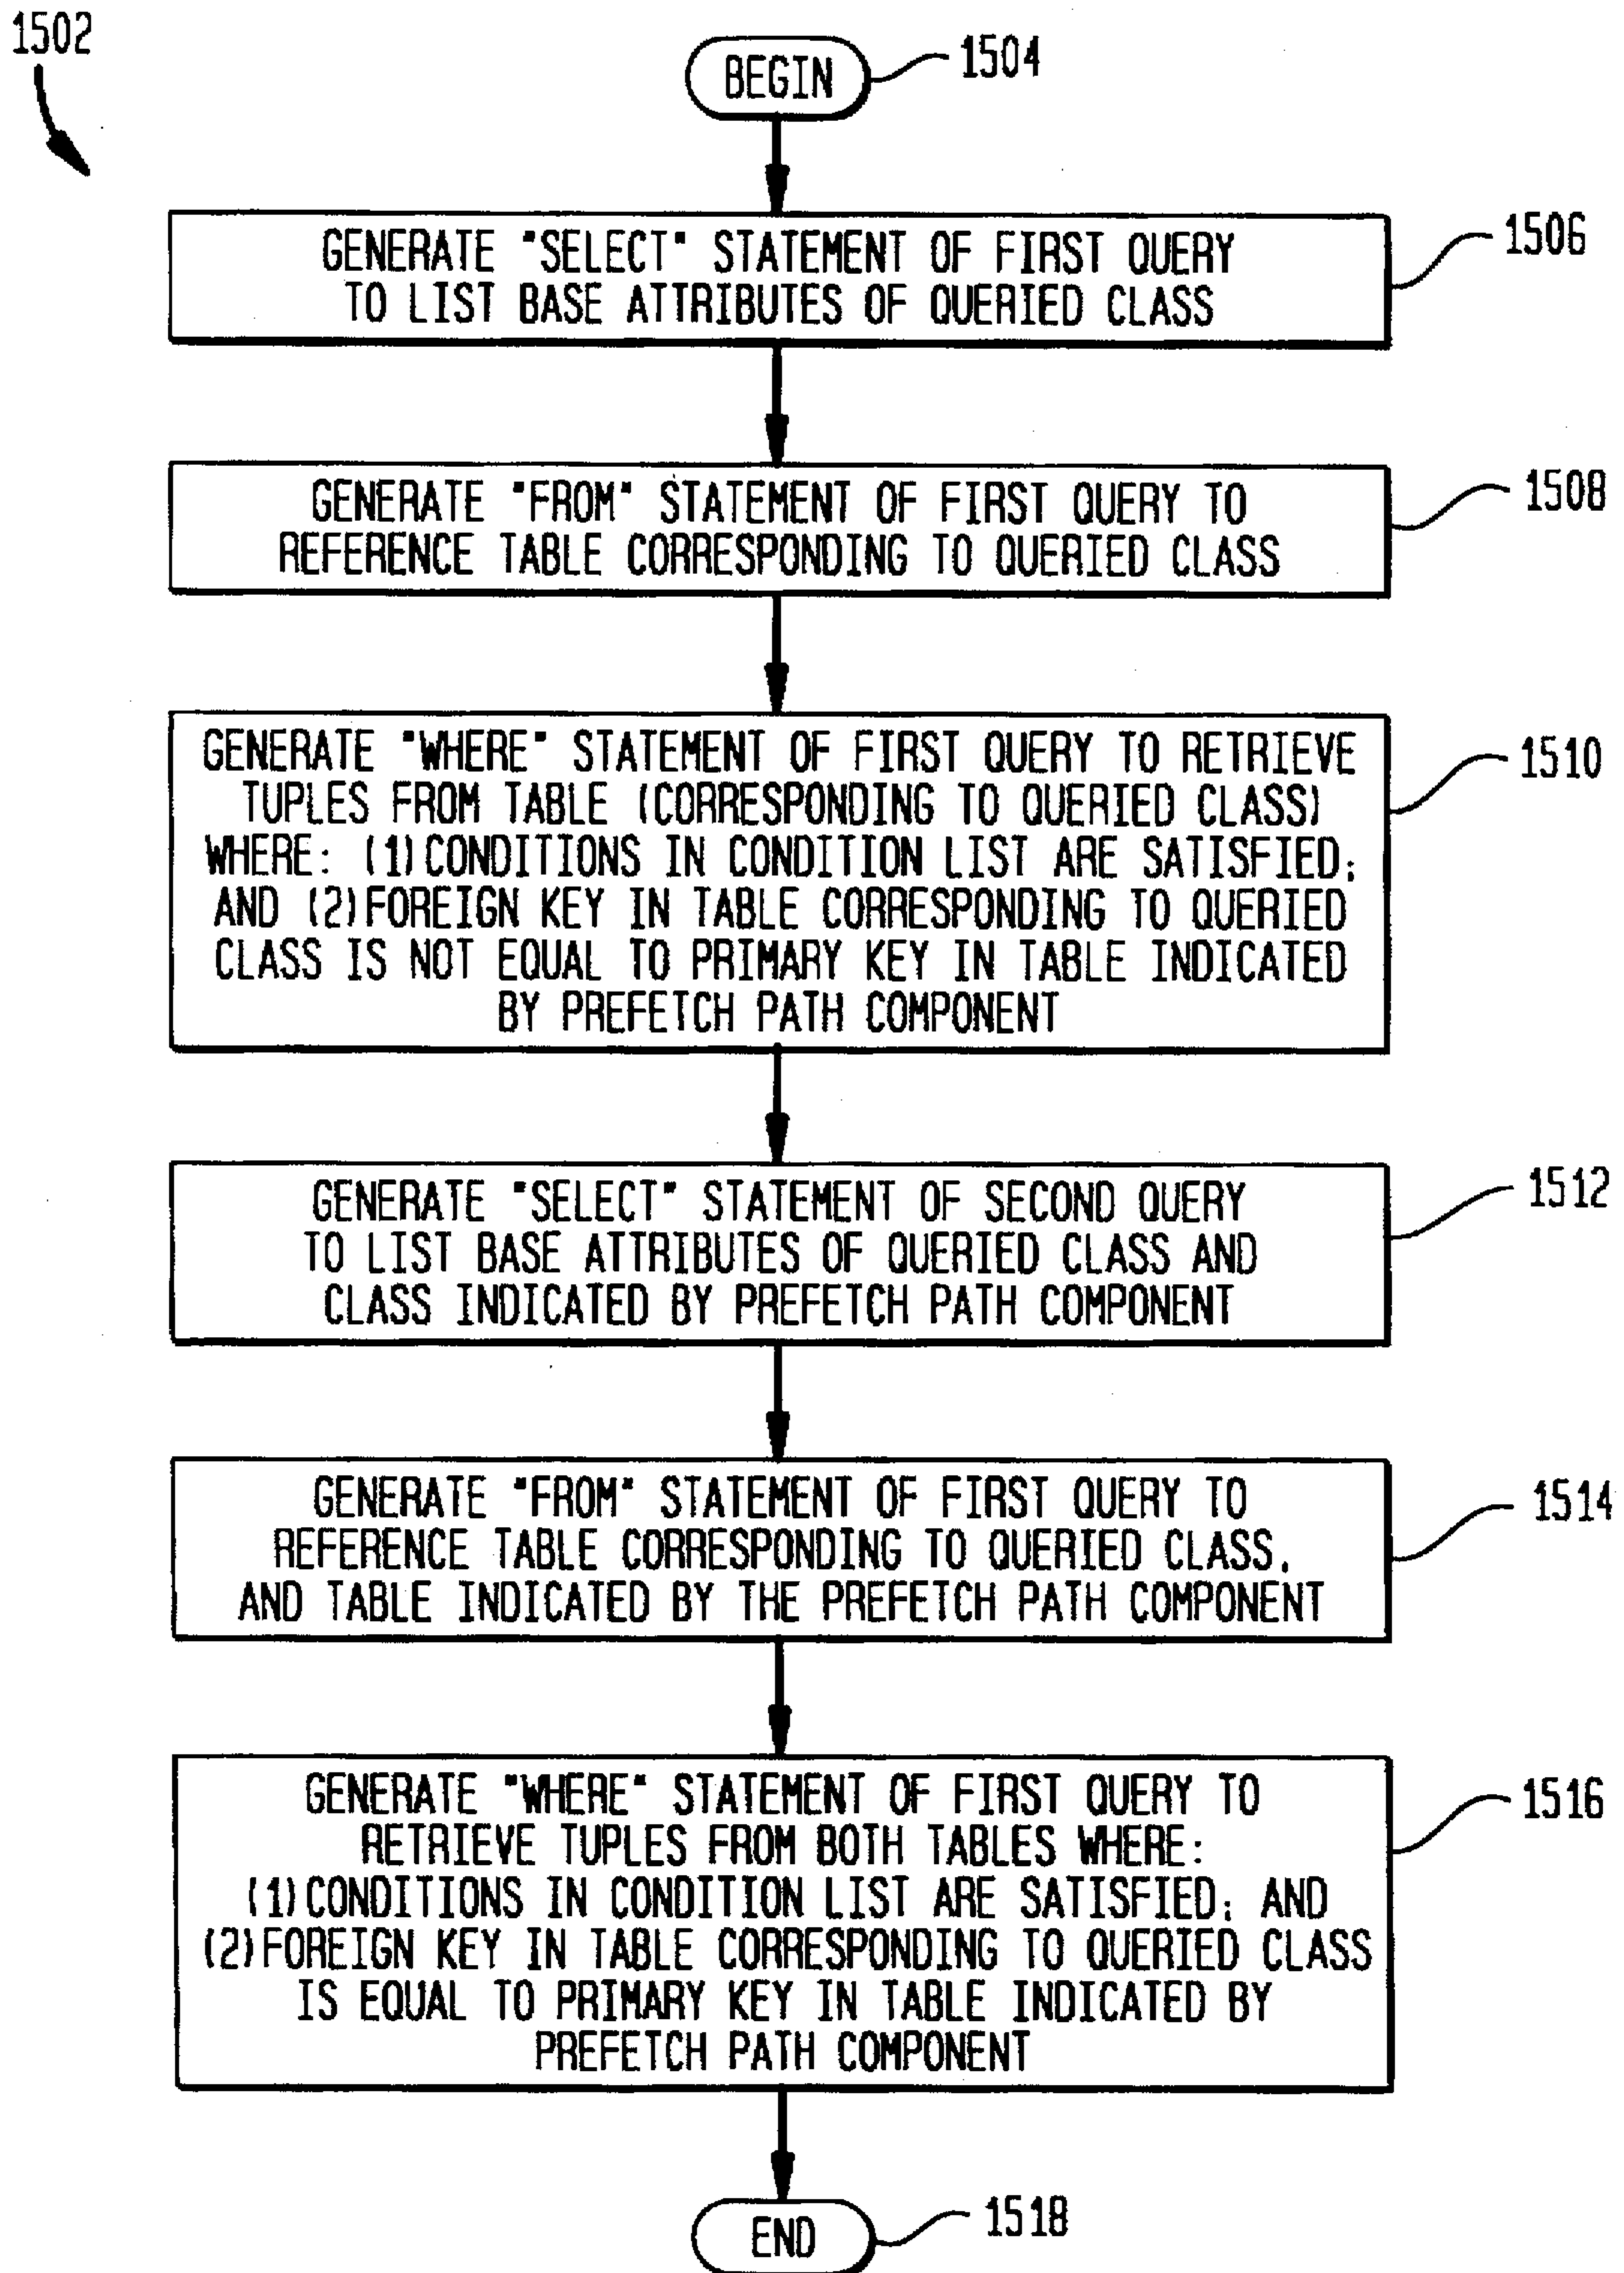 1502
BEGIN
1504
GENERATE "SELECT" STATEMENT OF FIRST QUERY
TO LIST BASE ATTRIBUTES OF QUERIED CLASS
1506
GENERATE "FROM" STATEMENT OF FIRST QUERY TO
REFERENCE TABLE CORRESPONDING TO QUERIED CLASS
1508
GENERATE "WHERE" STATEMENT OF FIRST QUERY TO RETRIEVE
TUPLES FROM TABLE (CORRESPONDING TO QUERIED CLASS)
WHERE: (1) CONDITIONS IN CONDITION LIST ARE SATISFIED;
AND (2) FOREIGN KEY IN TABLE CORRESPONDING TO QUERIED
CLASS IS NOT EQUAL TO PRIMARY KEY IN TABLE INDICATED
BY PREFETCH PATH COMPONENT
1510
GENERATE "SELECT" STATEMENT OF SECOND QUERY
TO LIST BASE ATTRIBUTES OF QUERIED CLASS AND
CLASS INDICATED BY PREFETCH PATH COMPONENT
1512
GENERATE "FROM" STATEMENT OF FIRST QUERY TO
REFERENCE TABLE CORRESPONDING TO QUERIED CLASS,
AND TABLE INDICATED BY THE PREFETCH PATH COMPONENT
1514
GENERATE "WHERE" STATEMENT OF FIRST QUERY TO
RETRIEVE TUPLES FROM BOTH TABLES WHERE:
(1) CONDITIONS IN CONDITION LIST ARE SATISFIED; AND
(2) FOREIGN KEY IN TABLE CORRESPONDING TO QUERIED CLASS
IS EQUAL TO PRIMARY KEY IN TABLE INDICATED BY
PREFETCH PATH COMPONENT
1516
END
1518